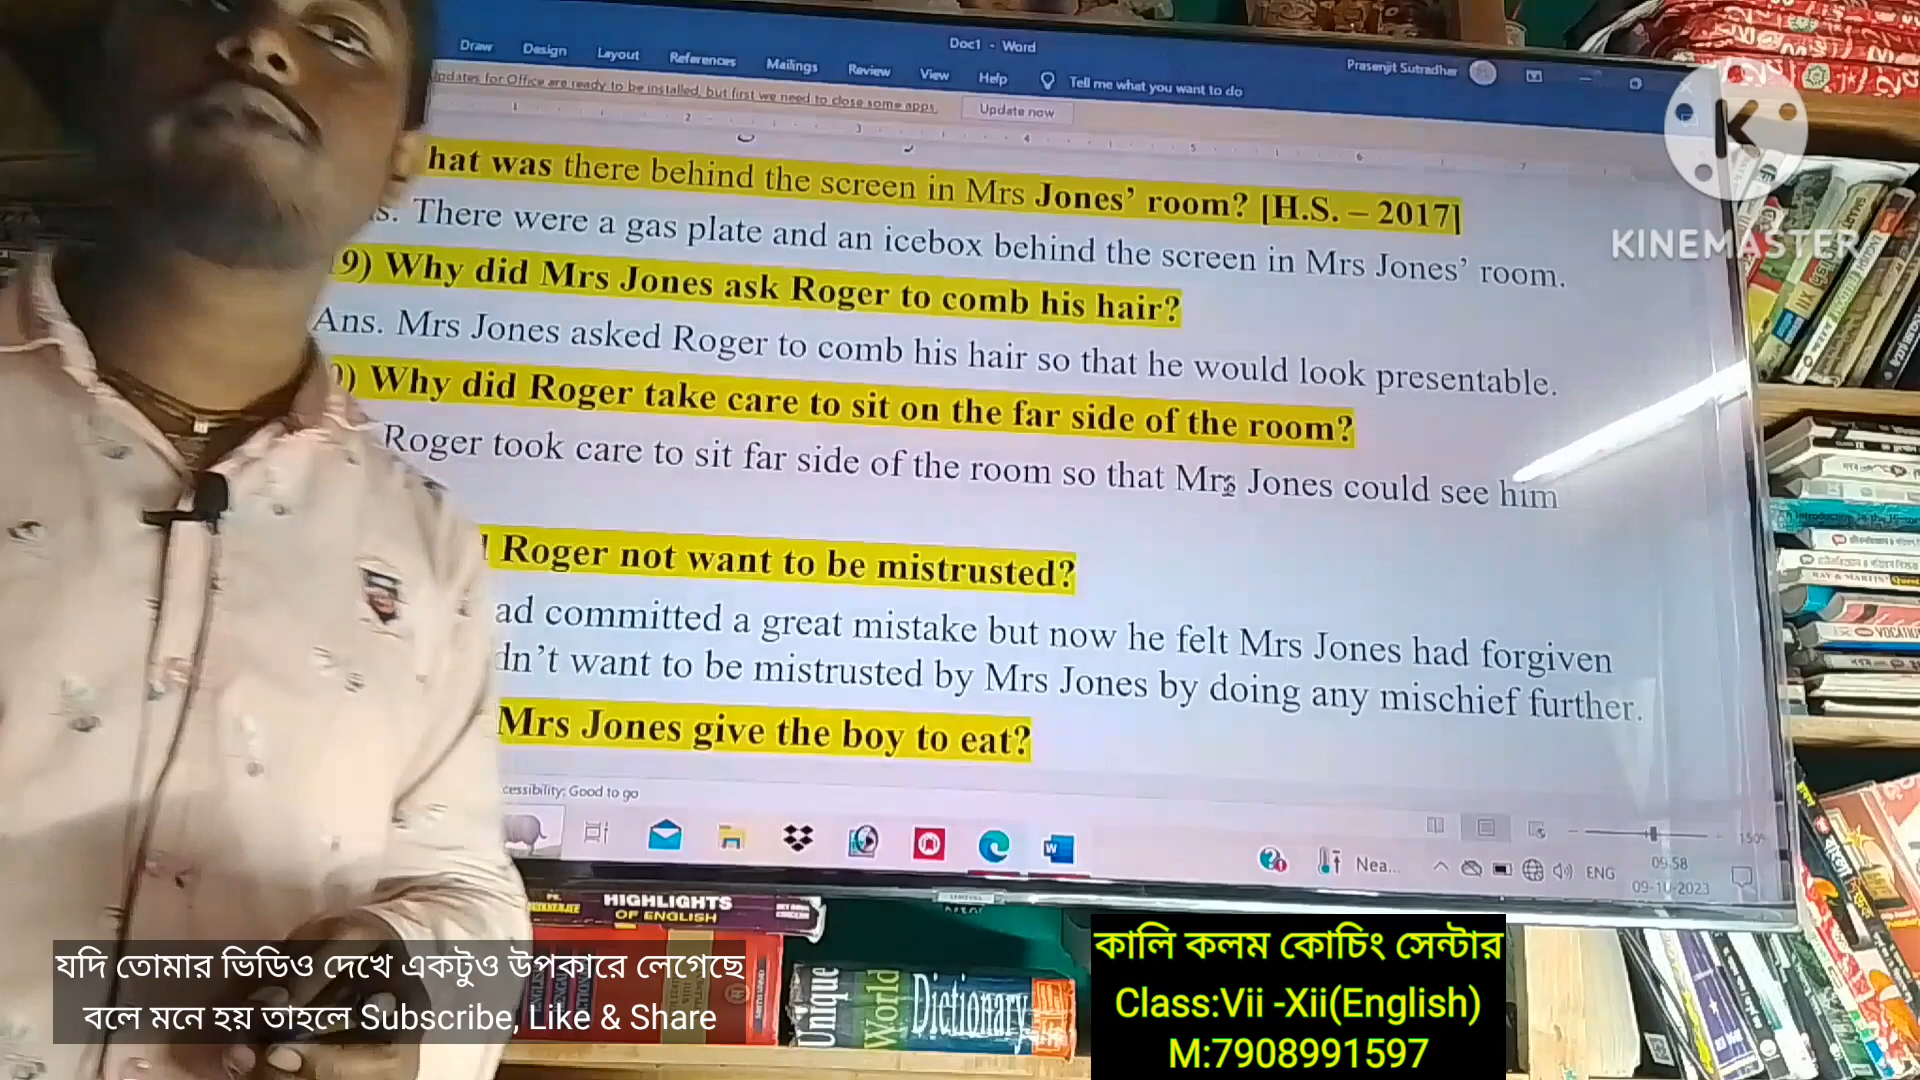 Draw Design Layout References Mailings Review View Help Tell me what you want to do
Doc1 - Word
Prasenjit Sutradhar
Updates for Office are ready to be installed, but first we need to close some apps. Update now
hat was there behind the screen in Mrs Jones’ room? [H.S. – 2017]
s. There were a gas plate and an icebox behind the screen in Mrs Jones’ room.
9) Why did Mrs Jones ask Roger to comb his hair?
Ans. Mrs Jones asked Roger to comb his hair so that he would look presentable.
0) Why did Roger take care to sit on the far side of the room?
Roger took care to sit far side of the room so that Mrs Jones could see him
Roger not want to be mistrusted?
ad committed a great mistake but now he felt Mrs Jones had forgiven
dn’t want to be mistrusted by Mrs Jones by doing any mischief further.
Mrs Jones give the boy to eat?
cessibility: Good to go
150%
Nea... ENG
09:58
09-10-2023
KINEMASTER
HIGHLIGHTS
OF ENGLISH
Unique
World
Dictionary
যদি তোমার ভিডিও দেখে একটুও উপকারে লেগেছে
বলে মনে হয় তাহলে Subscribe, Like & Share
কালি কলম কোচিং সেন্টার
Class:Vii -Xii(English)
M:7908991597